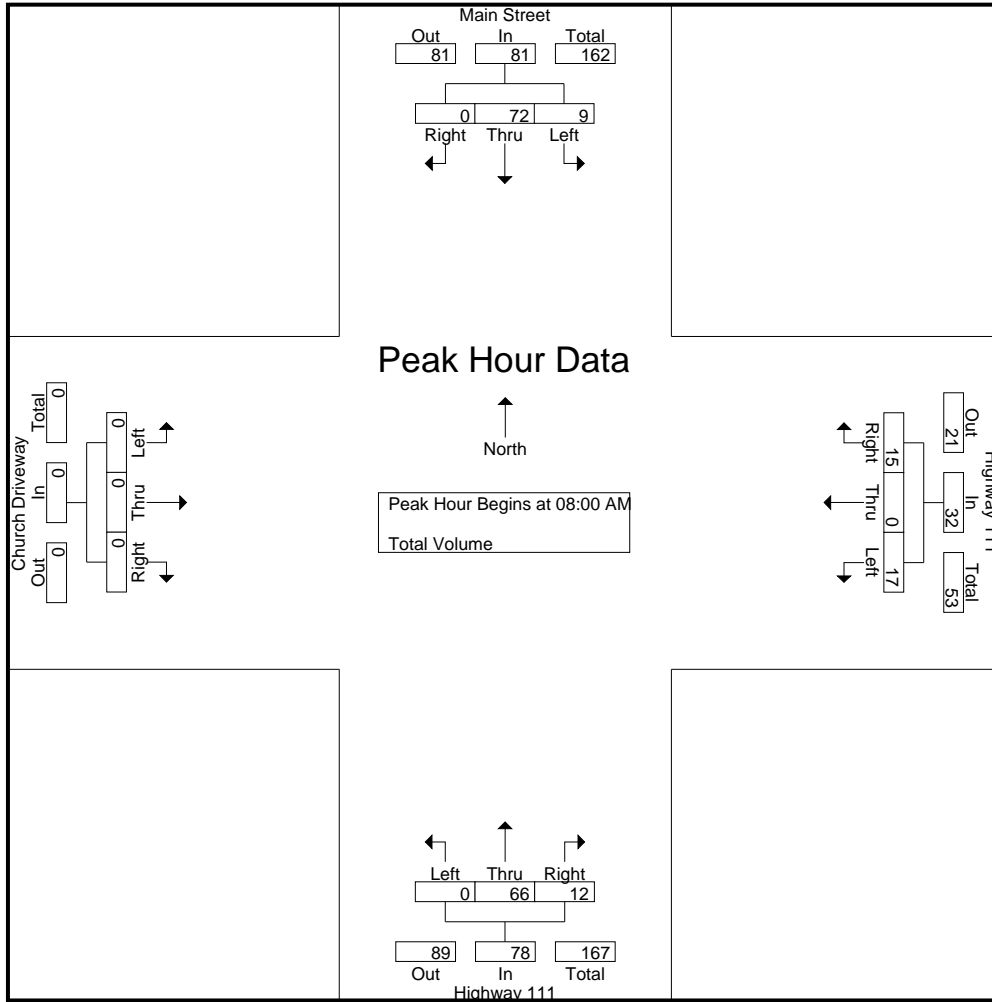 Main Street
Out In Total
81 81 162
0 72 9
Right Thru Left
Peak Hour Data
North
Peak Hour Begins at 08:00 AM
Total Volume
Church Driveway
Total In Out
0 0 0
0 0 0
Left Thru Right
Right Thru Left
15 0 17
21 32 53
Out In Total
Highway 111
Left Thru Right
0 66 12
89 78 167
Out In Total
Highway 111